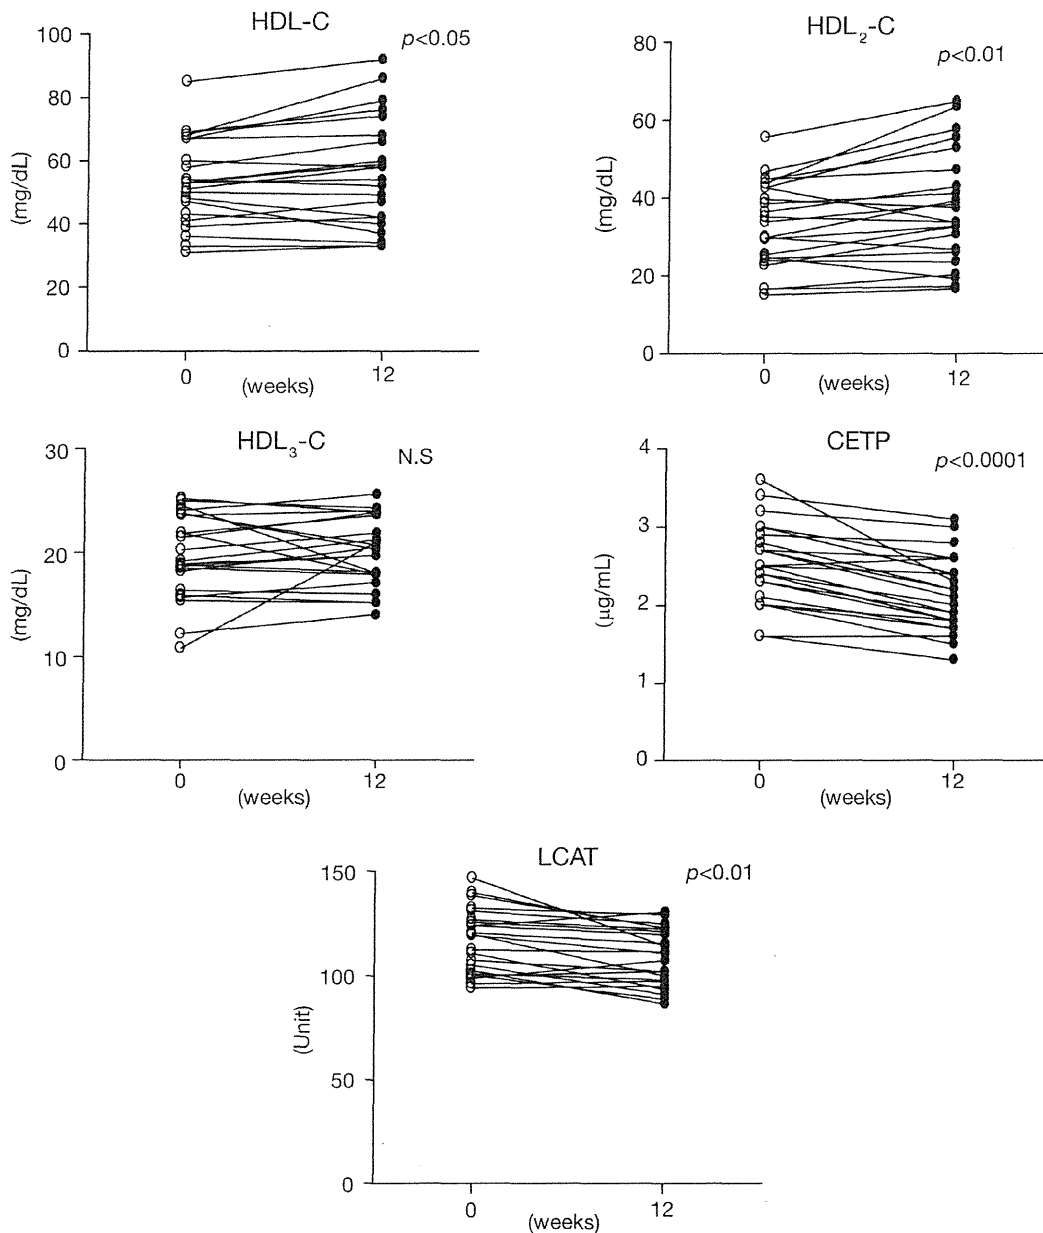 HDL-C
p<0.05
100
80
60
40
20
0
(mg/dL)
0
12
(weeks)
HDL₂-C
p<0.01
80
60
40
20
0
(mg/dL)
0
12
(weeks)
HDL₃-C
N.S
30
20
10
0
(mg/dL)
0
12
(weeks)
CETP
p<0.0001
4
3
2
1
0
(μg/mL)
0
12
(weeks)
LCAT
p<0.01
150
100
50
0
(Unit)
0
12
(weeks)